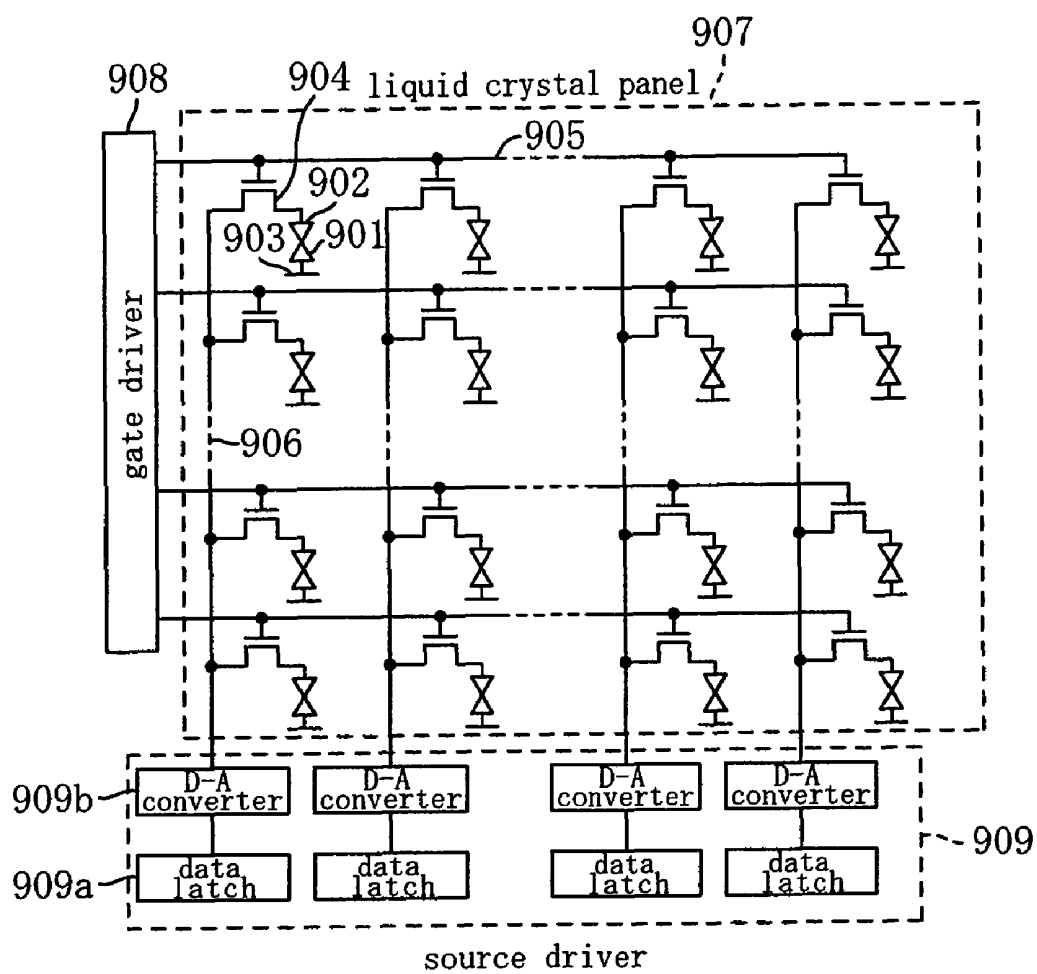 907
908
904
liquid crystal panel
905
902
903
901
gate driver
906
D-A converter
D-A converter
D-A converter
D-A converter
909b
data latch
data latch
data latch
data latch
909
909a
source driver